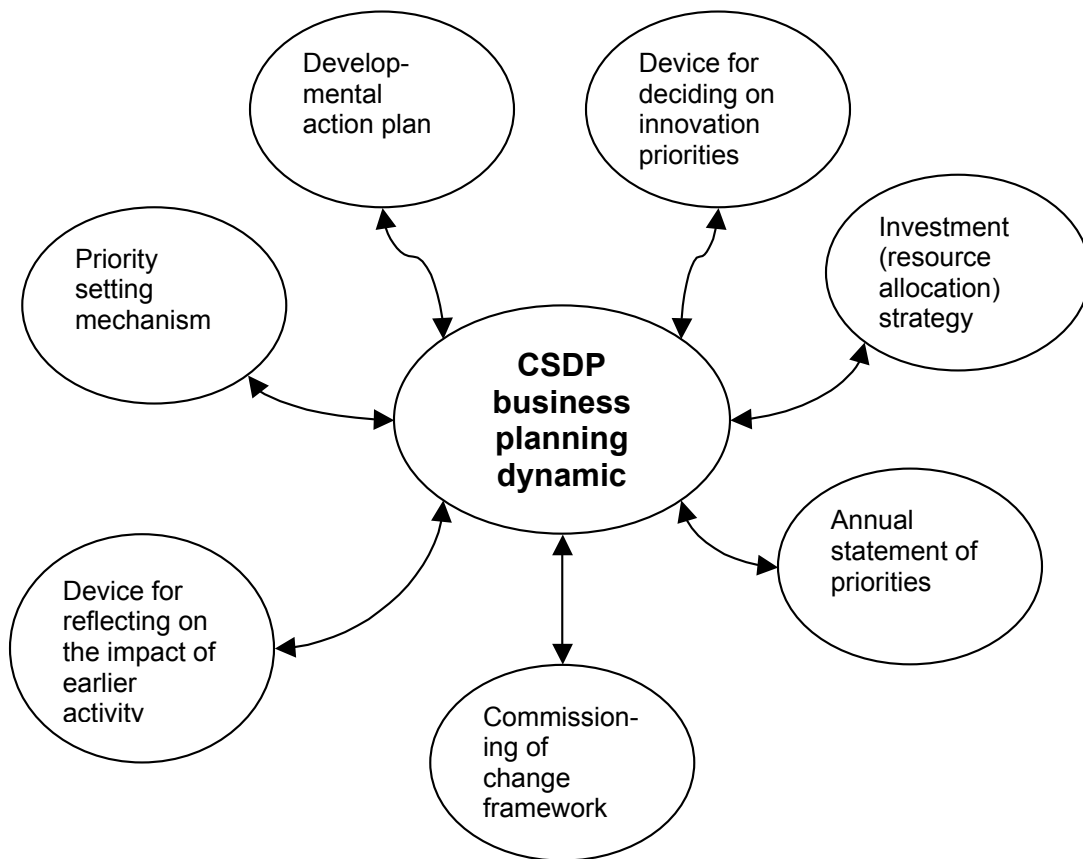 Develop-
mental
action plan
Device for
deciding on
innovation
priorities
Priority
setting
mechanism
Investment
(resource
allocation)
strategy
CSDP
business
planning
dynamic
Annual
statement of
priorities
Device for
reflecting on
the impact of
earlier
activity
Commission-
ing of
change
framework